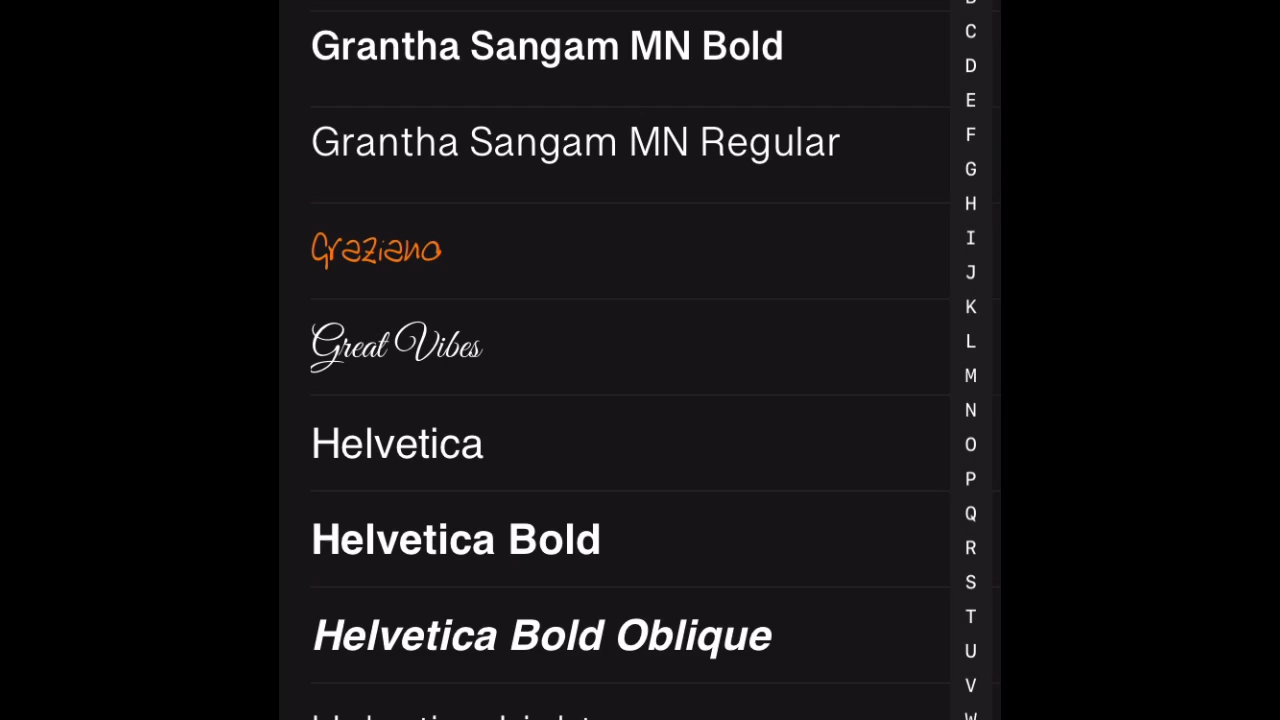 Grantha Sangam MN Bold
Grantha Sangam MN Regular
Graziano
Great Vibes
Helvetica
Helvetica Bold
Helvetica Bold Oblique
C
D
E
F
G
H
I
J
K
L
M
N
O
P
Q
R
S
T
U
V